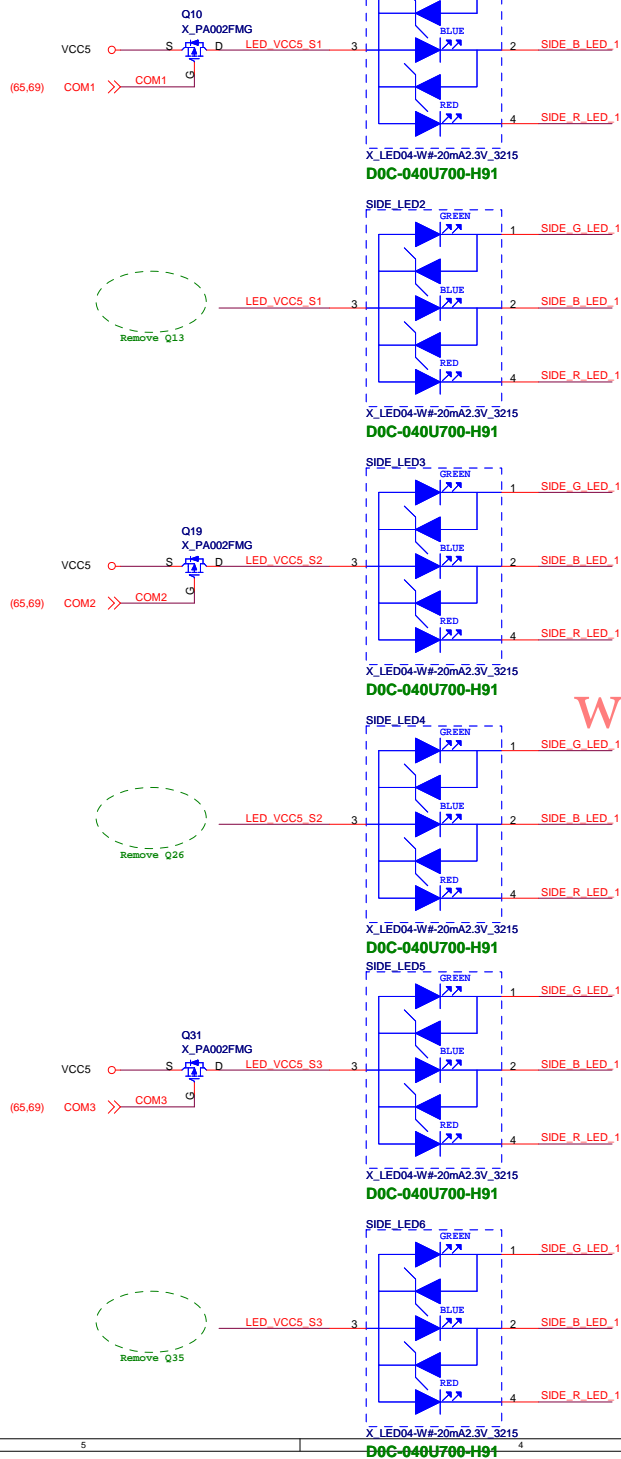 Q10
X_PA002FMG
VCC5 S D LED_VCC5_S1 3 BLUE 2 SIDE_B_LED_1
G
(65,69) COM1 COM1
RED
4 SIDE_R_LED_1
X_LED04-W#-20mA2.3V_3215
D0C-040U700-H91
SIDE_LED2
GREEN
1 SIDE_G_LED_1
LED_VCC5_S1 3 BLUE 2 SIDE_B_LED_1
Remove Q13
RED
4 SIDE_R_LED_1
X_LED04-W#-20mA2.3V_3215
D0C-040U700-H91
SIDE_LED3
GREEN
1 SIDE_G_LED_1
Q19
X_PA002FMG
VCC5 S D LED_VCC5_S2 3 BLUE 2 SIDE_B_LED_1
G
(65,69) COM2 COM2
RED
4 SIDE_R_LED_1
X_LED04-W#-20mA2.3V_3215
D0C-040U700-H91
W
SIDE_LED4
GREEN
1 SIDE_G_LED_1
LED_VCC5_S2 3 BLUE 2 SIDE_B_LED_1
Remove Q26
RED
4 SIDE_R_LED_1
X_LED04-W#-20mA2.3V_3215
D0C-040U700-H91
SIDE_LED5
GREEN
1 SIDE_G_LED_1
Q31
X_PA002FMG
VCC5 S D LED_VCC5_S3 3 BLUE 2 SIDE_B_LED_1
G
(65,69) COM3 COM3
RED
4 SIDE_R_LED_1
X_LED04-W#-20mA2.3V_3215
D0C-040U700-H91
SIDE_LED6
GREEN
1 SIDE_G_LED_1
LED_VCC5_S3 3 BLUE 2 SIDE_B_LED_1
Remove Q35
RED
4 SIDE_R_LED_1
X_LED04-W#-20mA2.3V_3215
5 4
D0C-040U700-H91